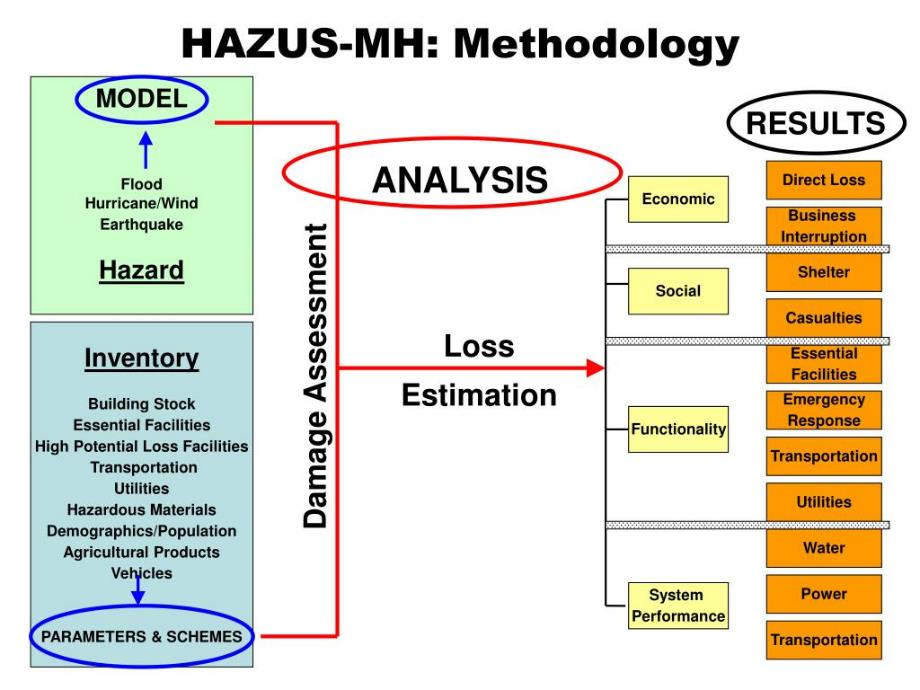 HAZUS-MH: Methodology
MODEL
Flood
Hurricane/Wind
Earthquake
Hazard
Inventory
Building Stock
Essential Facilities
High Potential Loss Facilities
Transportation
Utilities
Hazardous Materials
Demographics/Population
Agricultural Products
Vehicles
PARAMETERS & SCHEMES
Damage Assessment
ANALYSIS
Loss
Estimation
Economic
Social
Functionality
System
Performance
RESULTS
Direct Loss
Business
Interruption
Shelter
Casualties
Essential
Facilities
Emergency
Response
Transportation
Utilities
Water
Power
Transportation